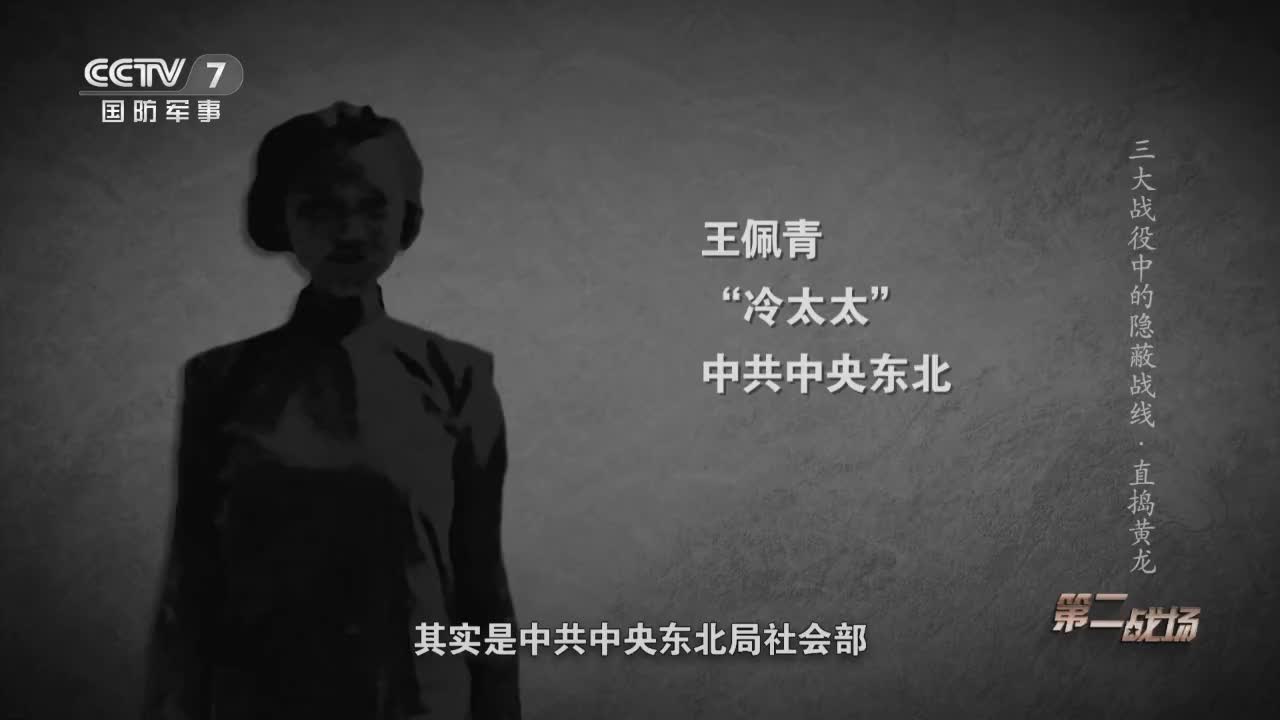 CCTV 7
国防军事
王佩青
“冷太太”
中共中央东北
三大战役中的隐蔽战线·直捣黄龙
第二战场
其实是中共中央东北局社会部